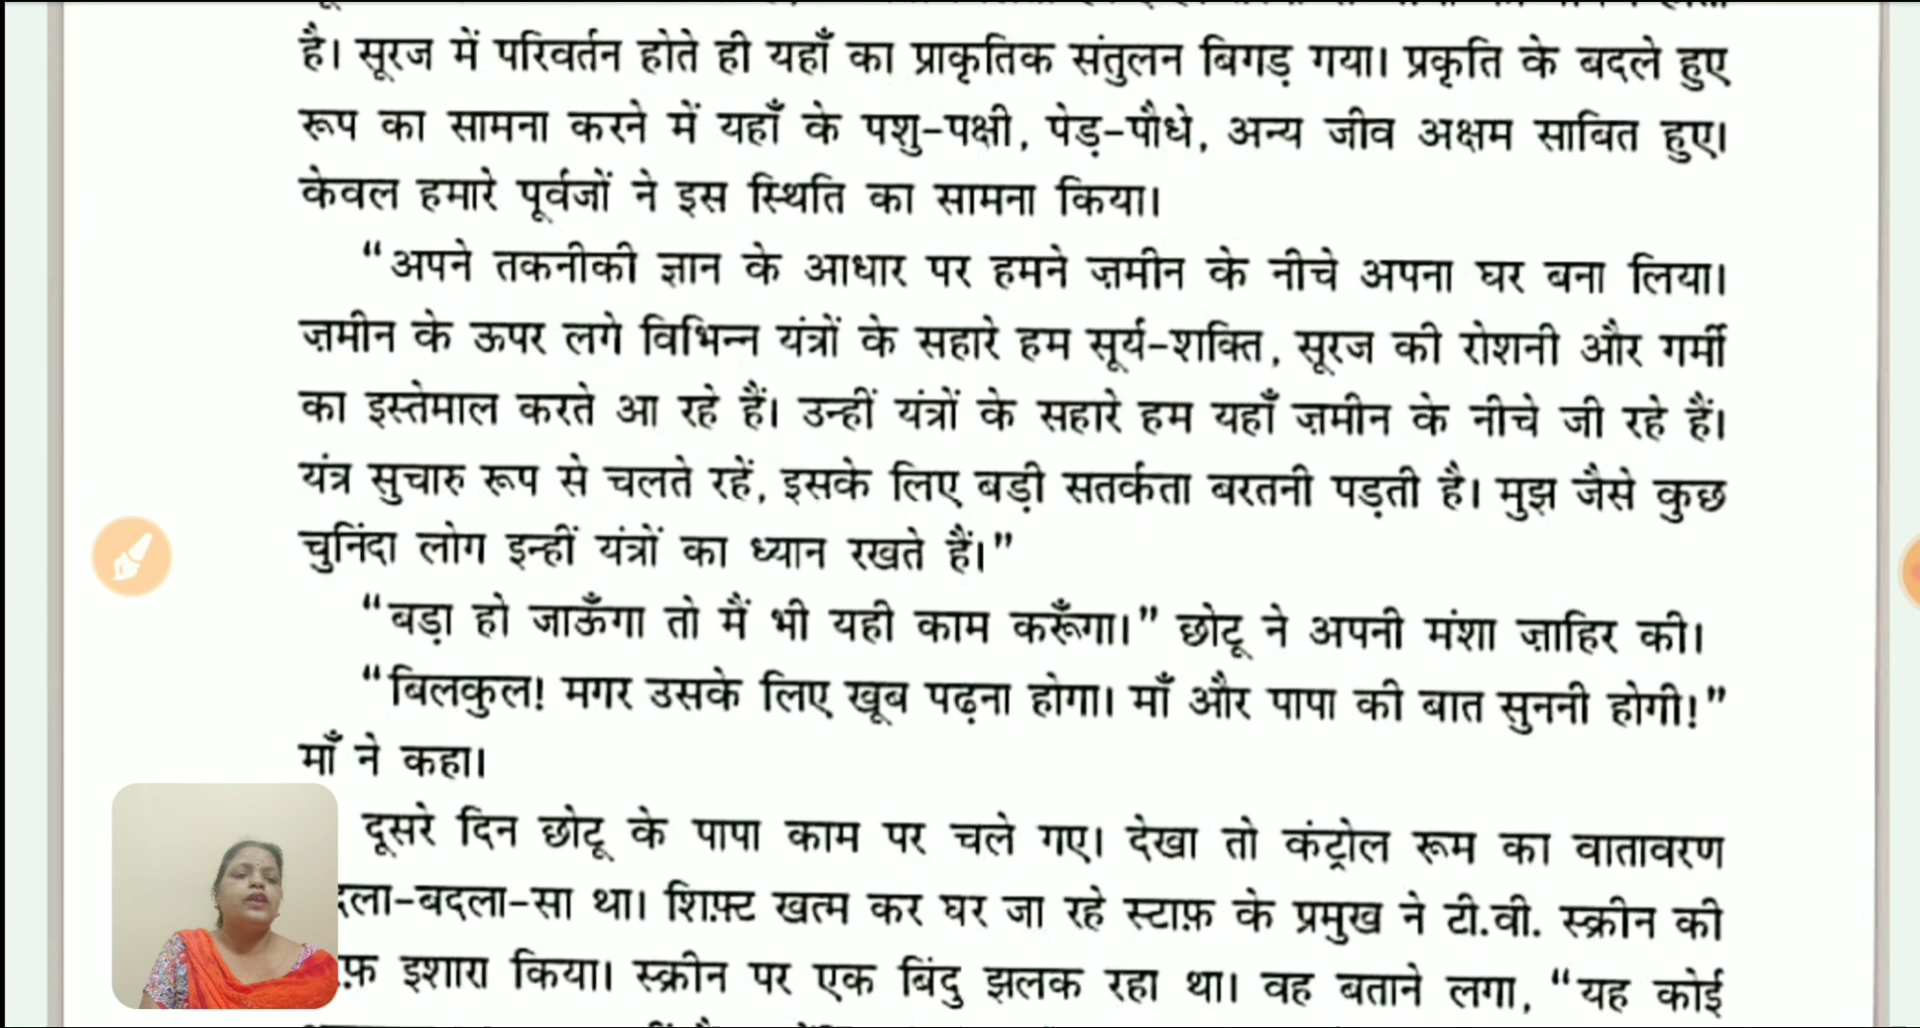 है। सूरज में परिवर्तन होते ही यहाँ का प्राकृतिक संतुलन बिगड़ गया। प्रकृति के बदले हुए
रूप का सामना करने में यहाँ के पशु-पक्षी, पेड़-पौधे, अन्य जीव अक्षम साबित हुए।
केवल हमारे पूर्वजों ने इस स्थिति का सामना किया।
“अपने तकनीकी ज्ञान के आधार पर हमने ज़मीन के नीचे अपना घर बना लिया।
ज़मीन के ऊपर लगे विभिन्न यंत्रों के सहारे हम सूर्य-शक्ति, सूरज की रोशनी और गर्मी
का इस्तेमाल करते आ रहे हैं। उन्हीं यंत्रों के सहारे हम यहाँ ज़मीन के नीचे जी रहे हैं।
यंत्र सुचारु रूप से चलते रहें, इसके लिए बड़ी सतर्कता बरतनी पड़ती है। मुझ जैसे कुछ
चुनिंदा लोग इन्हीं यंत्रों का ध्यान रखते हैं।”
“बड़ा हो जाऊँगा तो मैं भी यही काम करूँगा।” छोटू ने अपनी मंशा ज़ाहिर की।
“बिलकुल! मगर उसके लिए खूब पढ़ना होगा। माँ और पापा की बात सुननी होगी!”
माँ ने कहा।
दूसरे दिन छोटू के पापा काम पर चले गए। देखा तो कंट्रोल रूम का वातावरण
दला-बदला-सा था। शिफ़्ट खत्म कर घर जा रहे स्टाफ़ के प्रमुख ने टी.वी. स्क्रीन की
फ़ इशारा किया। स्क्रीन पर एक बिंदु झलक रहा था। वह बताने लगा, “यह कोई